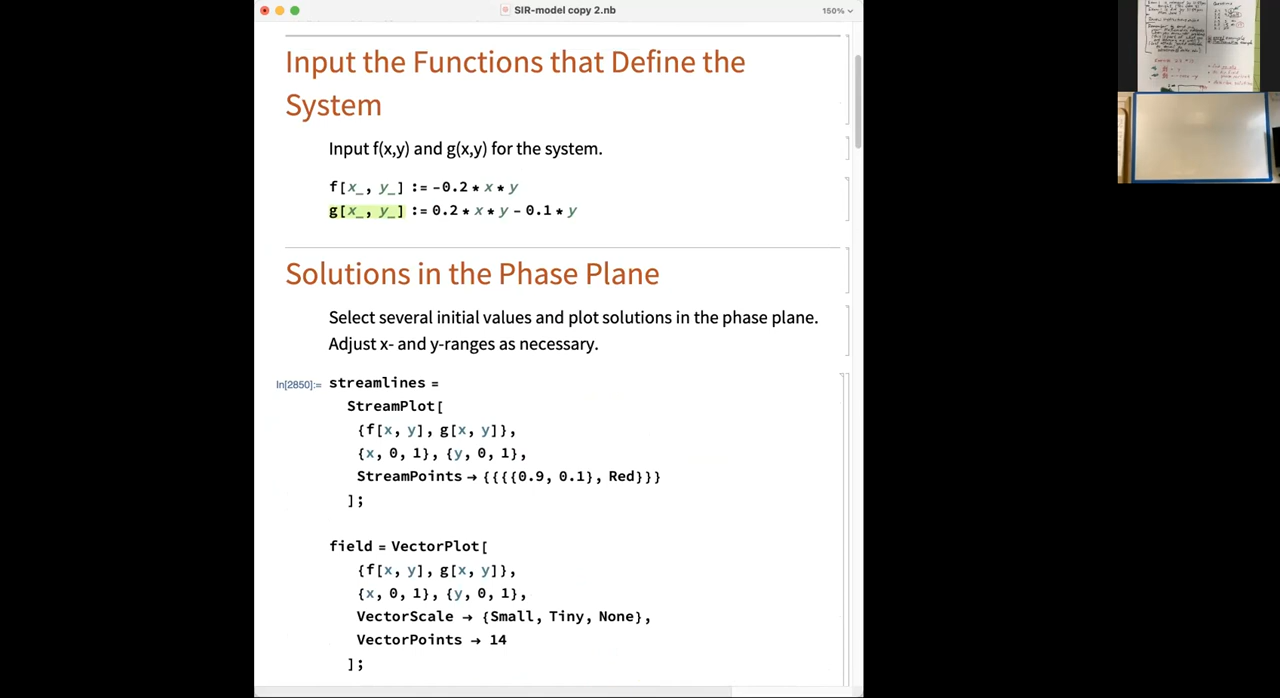 SIR-model copy 2.nb
150%
Input the Functions that Define the
System
Input f(x,y) and g(x,y) for the system.
f[x_, y_] := -0.2 * x * y
g[x_, y_] := 0.2 * x * y - 0.1 * y
Solutions in the Phase Plane
Select several initial values and plot solutions in the phase plane.
Adjust x- and y-ranges as necessary.
In[2850]:= streamlines =
StreamPlot[
{f[x, y], g[x, y]},
{x, 0, 1}, {y, 0, 1},
StreamPoints → {{{{0.9, 0.1}, Red}}}
];
field = VectorPlot[
{f[x, y], g[x, y]},
{x, 0, 1}, {y, 0, 1},
VectorScale → {Small, Tiny, None},
VectorPoints → 14
];